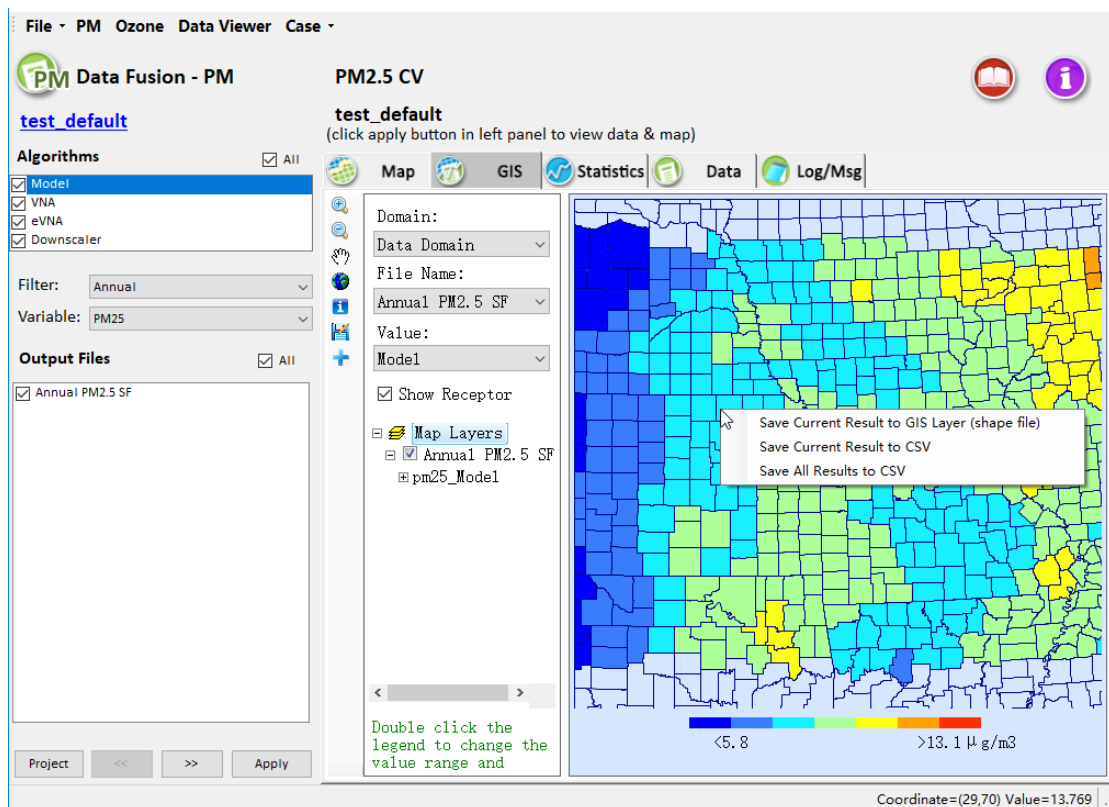 File PM Ozone Data Viewer Case
PM Data Fusion - PM
test_default
Algorithms All
Model
VNA
eVNA
Downscaler
Filter: Annual
Variable: PM25
Output Files All
Annual PM2.5 SF
Project << >> Apply
PM2.5 CV
test_default
(click apply button in left panel to view data & map)
Map GIS Statistics Data Log/Msg
Domain:
Data Domain
File Name:
Annual PM2.5 SF
Value:
Model
Show Receptor
Map Layers
Annual PM2.5 SF
pm25_Model
Double click the
legend to change the
value range and
Save Current Result to GIS Layer (shape file)
Save Current Result to CSV
Save All Results to CSV
<5.8 >13.1μg/m3
Coordinate=(29,70) Value=13.769